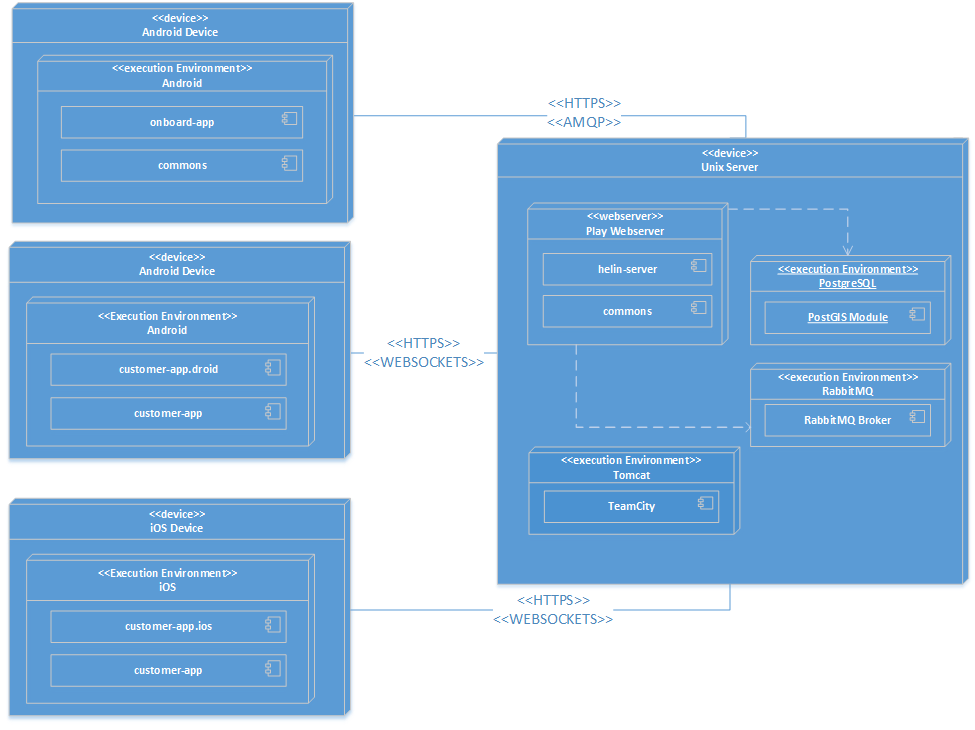 <<device>>
Android Device
<<execution Environment>>
Android
onboard-app
commons
<<HTTPS>>
<<AMQP>>
<<device>>
Android Device
<<Execution Environment>>
Android
customer-app.droid
customer-app
<<HTTPS>>
<<WEBSOCKETS>>
<<device>>
iOS Device
<<Execution Environment>>
iOS
customer-app.ios
customer-app
<<HTTPS>>
<<WEBSOCKETS>>
<<device>>
Unix Server
<<webserver>>
Play Webserver
helin-server
commons
<<execution Environment>>
PostgreSQL
PostGIS Module
<<execution Environment>>
RabbitMQ
RabbitMQ Broker
<<execution Environment>>
Tomcat
TeamCity